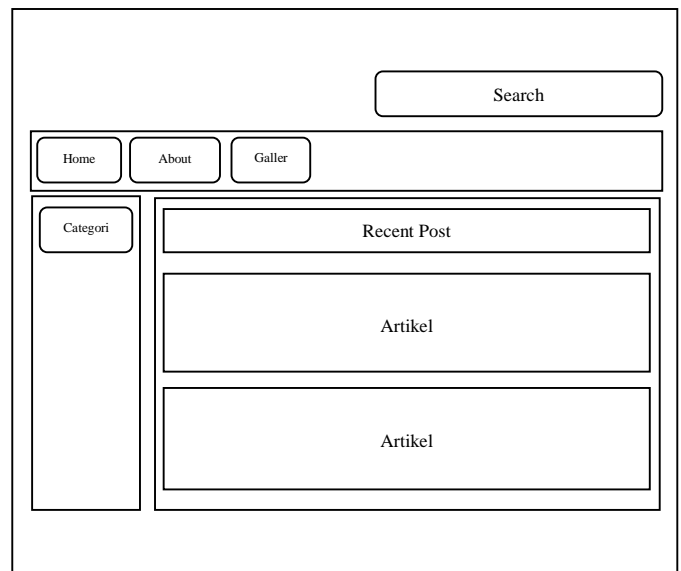 Search
Home
About
Galler
Categori
Recent Post
Artikel
Artikel